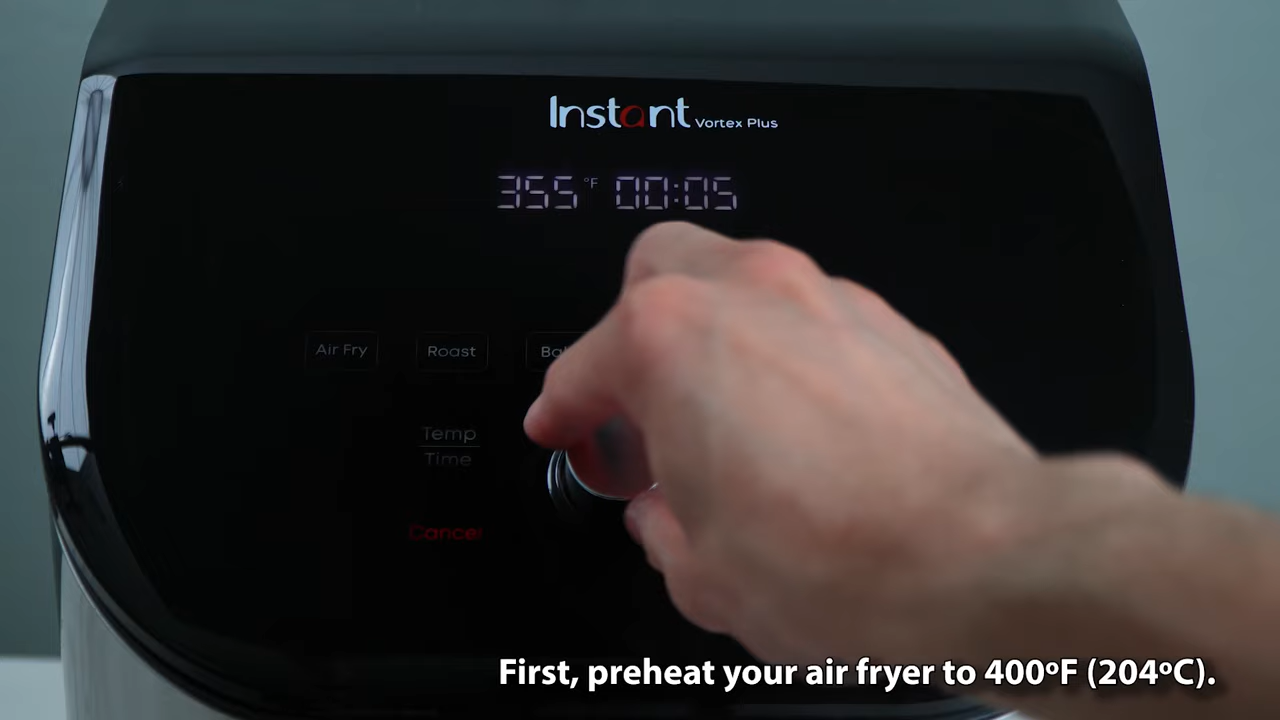 Instant Vortex Plus
355 °F 00:05
Air Fry Roast
Temp
Time
Cancel
First, preheat your air fryer to 400ºF (204ºC).